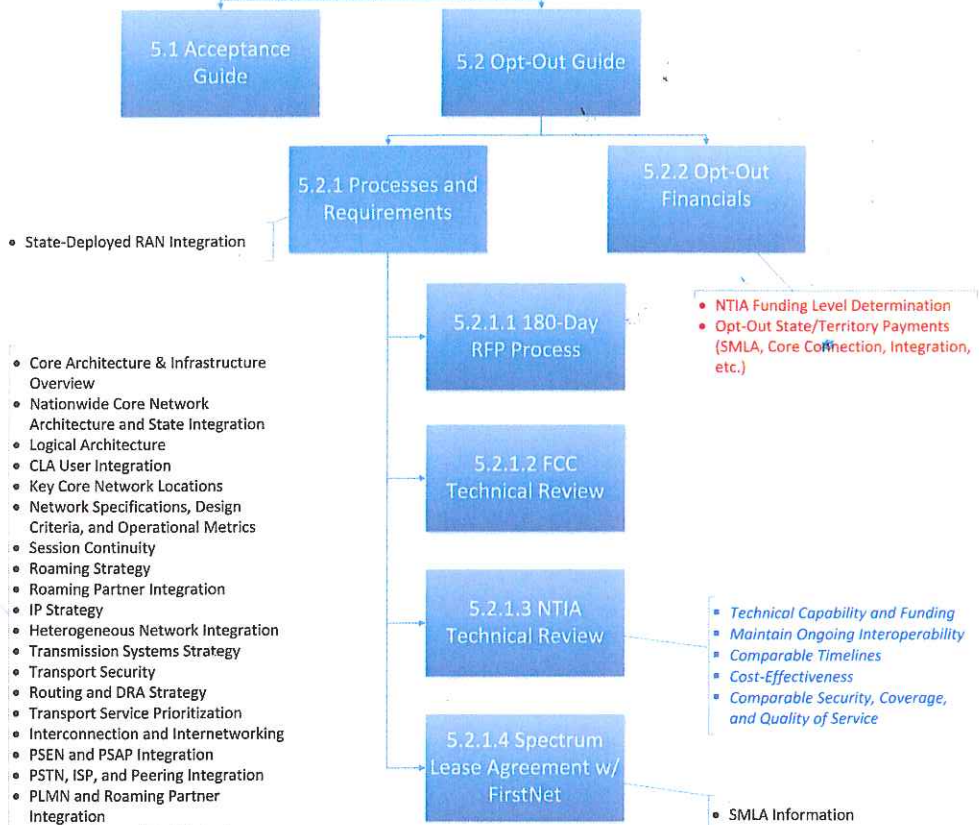 5.1 Acceptance
Guide
5.2 Opt-Out Guide
5.2.1 Processes and
Requirements
5.2.2 Opt-Out
Financials
• State-Deployed RAN Integration
5.2.1.1 180-Day
RFP Process
• NTIA Funding Level Determination
• Opt-Out State/Territory Payments
(SMLA, Core Connection, Integration,
etc.)
• Core Architecture & Infrastructure
Overview
• Nationwide Core Network
Architecture and State Integration
• Logical Architecture
• CLA User Integration
• Key Core Network Locations
• Network Specifications, Design
Criteria, and Operational Metrics
• Session Continuity
• Roaming Strategy
• Roaming Partner Integration
• IP Strategy
• Heterogeneous Network Integration
• Transmission Systems Strategy
• Transport Security
• Routing and DRA Strategy
• Transport Service Prioritization
• Interconnection and Internetworking
• PSEN and PSAP Integration
• PSTN, ISP, and Peering Integration
• PLMN and Roaming Partner
Integration
5.2.1.2 FCC
Technical Review
5.2.1.3 NTIA
Technical Review
▪ Technical Capability and Funding
▪ Maintain Ongoing Interoperability
▪ Comparable Timelines
▪ Cost-Effectiveness
▪ Comparable Security, Coverage,
and Quality of Service
5.2.1.4 Spectrum
Lease Agreement w/
FirstNet
• SMLA Information